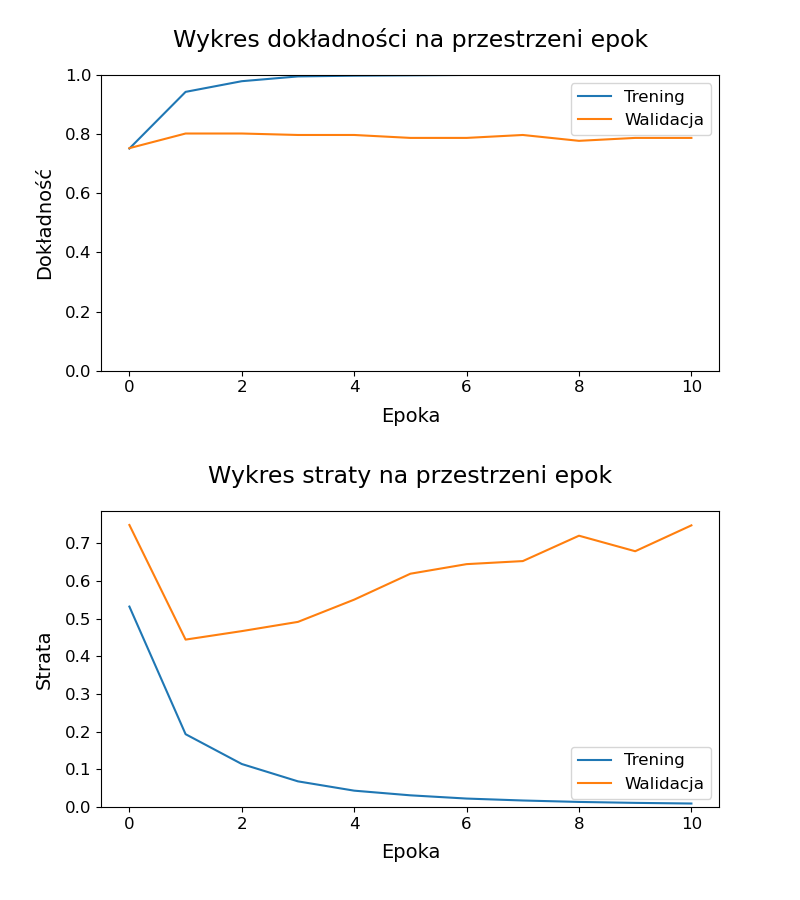 Wykres dokładności na przestrzeni epok
1.0
0.8
0.6
0.4
0.2
0.0
Dokładność
Trening
Walidacja
0 2 4 6 8 10
Epoka
Wykres straty na przestrzeni epok
0.7
0.6
0.5
0.4
0.3
0.2
0.1
0.0
Strata
Trening
Walidacja
0 2 4 6 8 10
Epoka